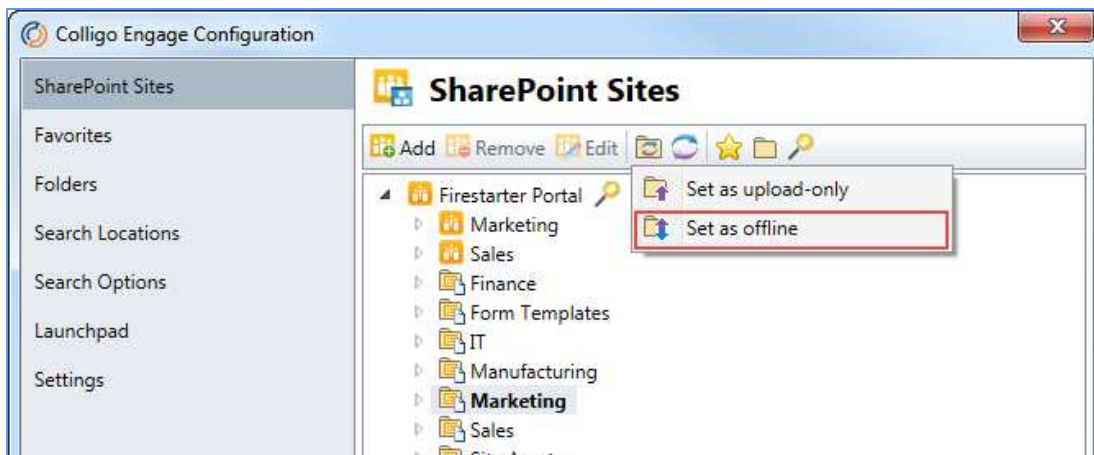 Colligo Engage Configuration
SharePoint Sites
Favorites
Folders
Search Locations
Search Options
Launchpad
Settings
SharePoint Sites
Add Remove Edit
Set as upload-only
Set as offline
Firestarter Portal
Marketing
Sales
Finance
Form Templates
IT
Manufacturing
Marketing
Sales